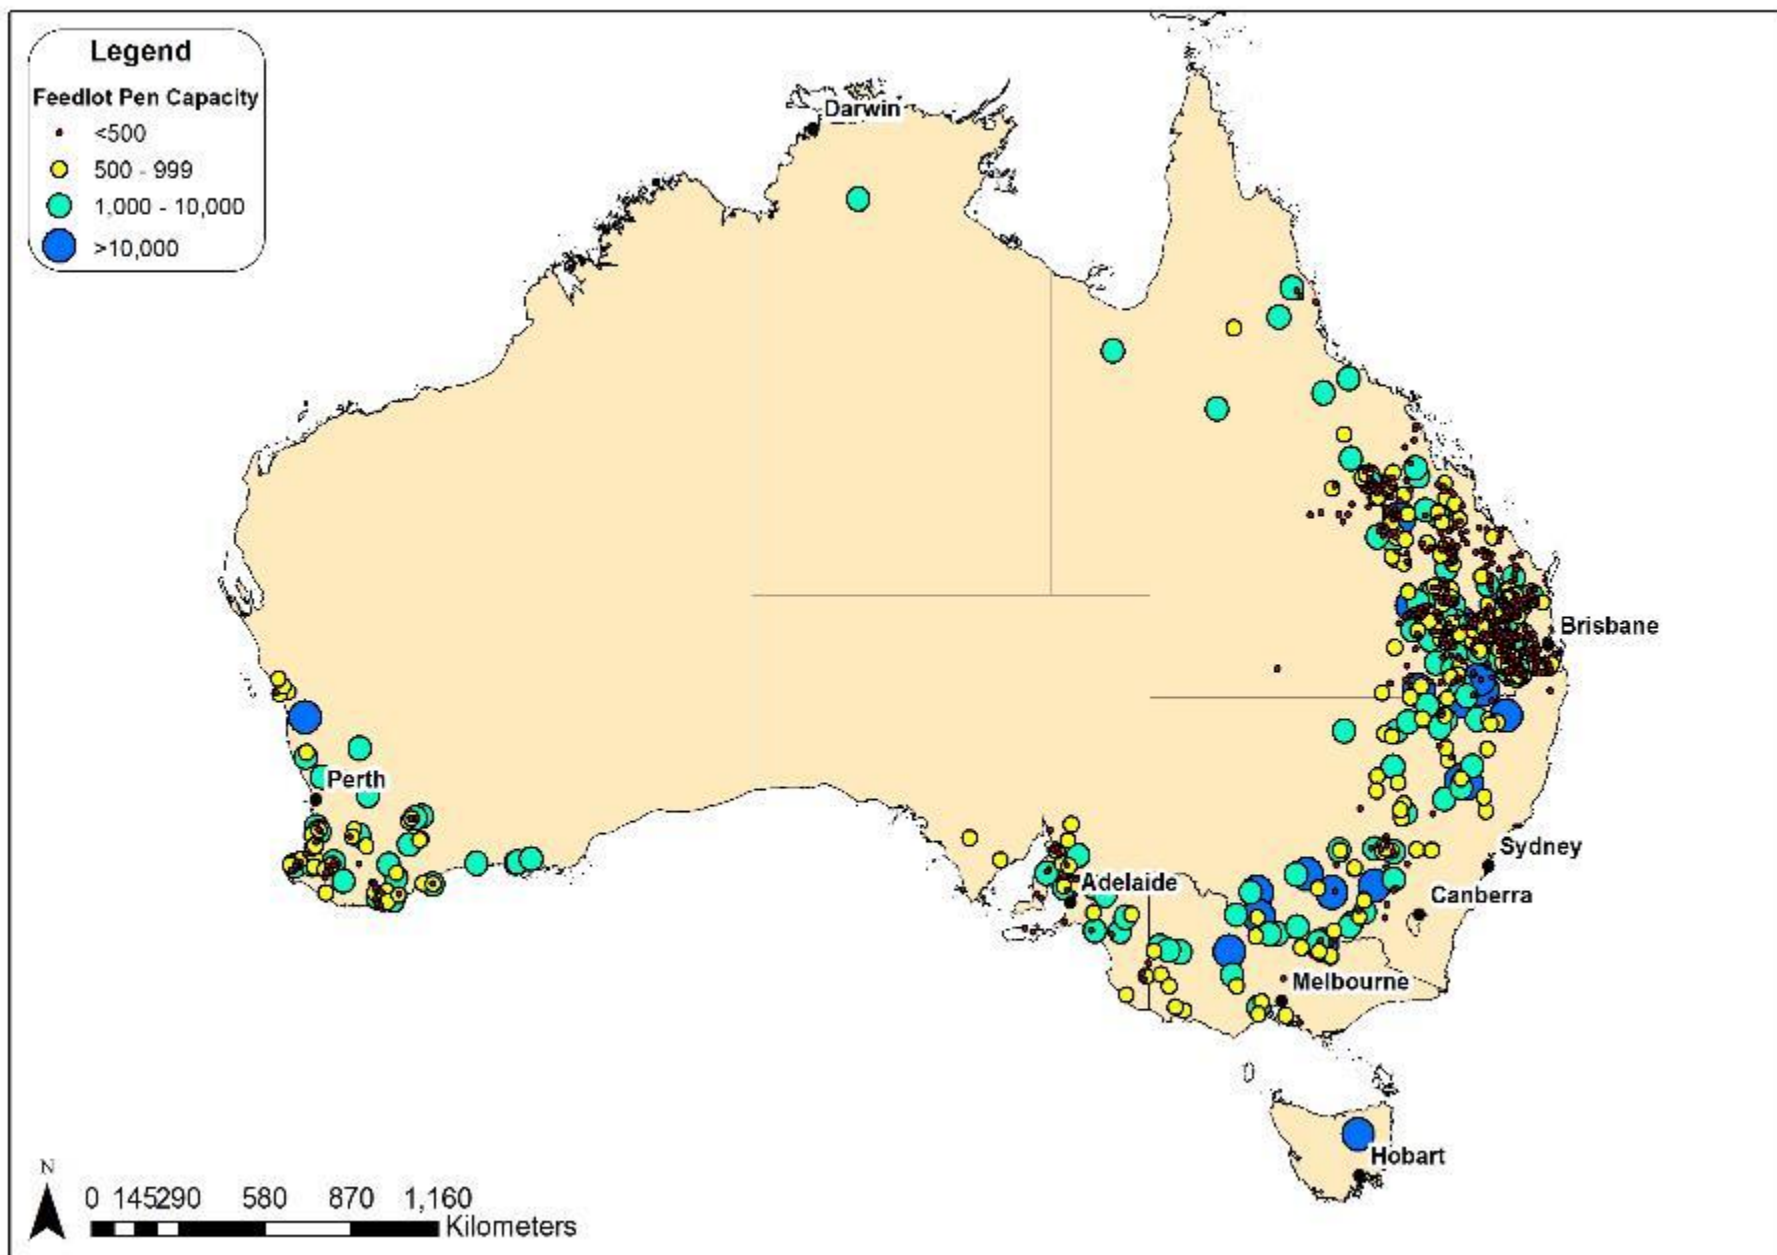 Legend
Feedlot Pen Capacity
<500
500 - 999
1,000 - 10,000
>10,000
Darwin
Brisbane
Perth
Sydney
Adelaide
Canberra
Melbourne
Hobart
N
0 145290 580 870 1,160
Kilometers